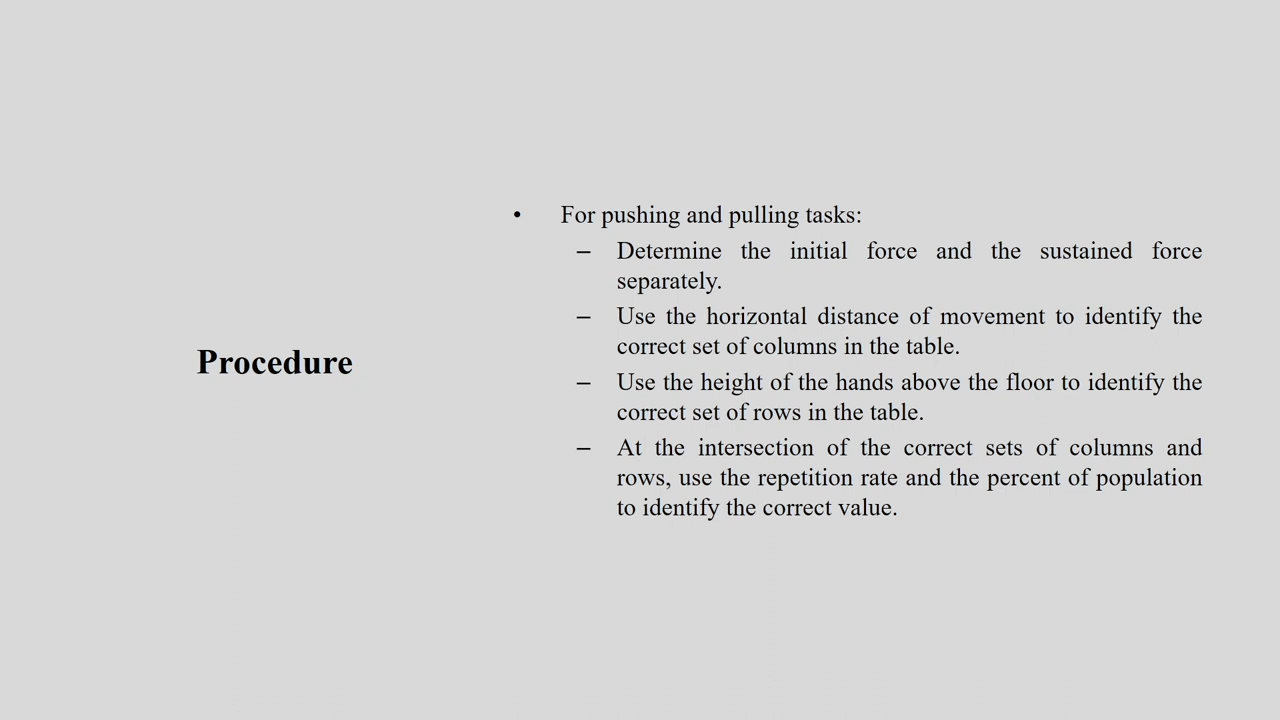 Procedure
• For pushing and pulling tasks:
– Determine the initial force and the sustained force
separately.
– Use the horizontal distance of movement to identify the
correct set of columns in the table.
– Use the height of the hands above the floor to identify the
correct set of rows in the table.
– At the intersection of the correct sets of columns and
rows, use the repetition rate and the percent of population
to identify the correct value.